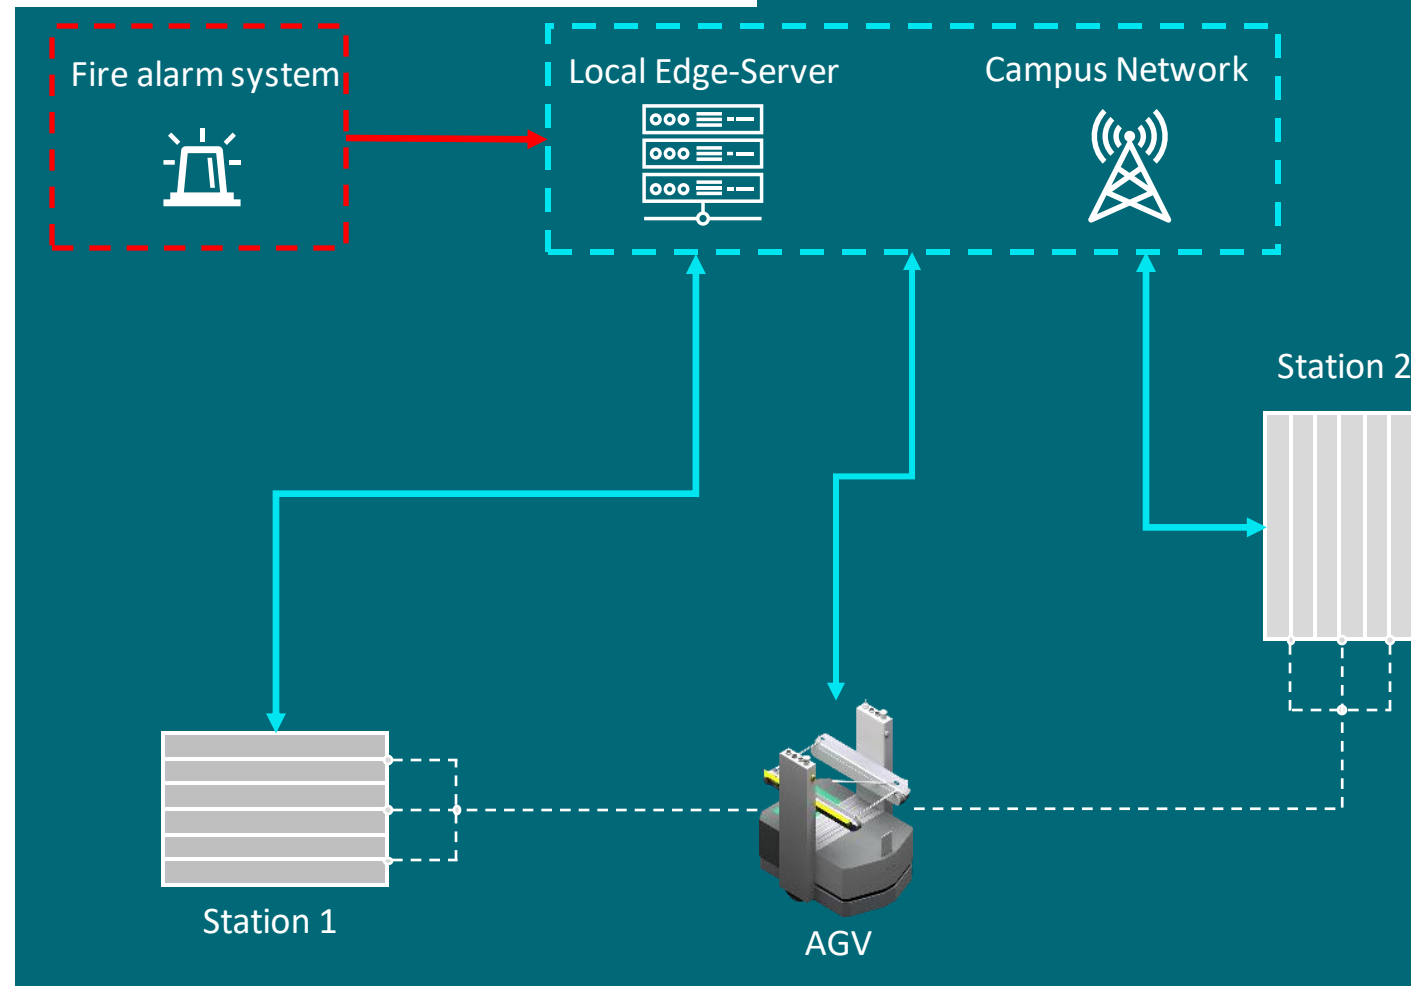 Fire alarm system
Local Edge-Server
Campus Network
Station 2
Station 1
AGV